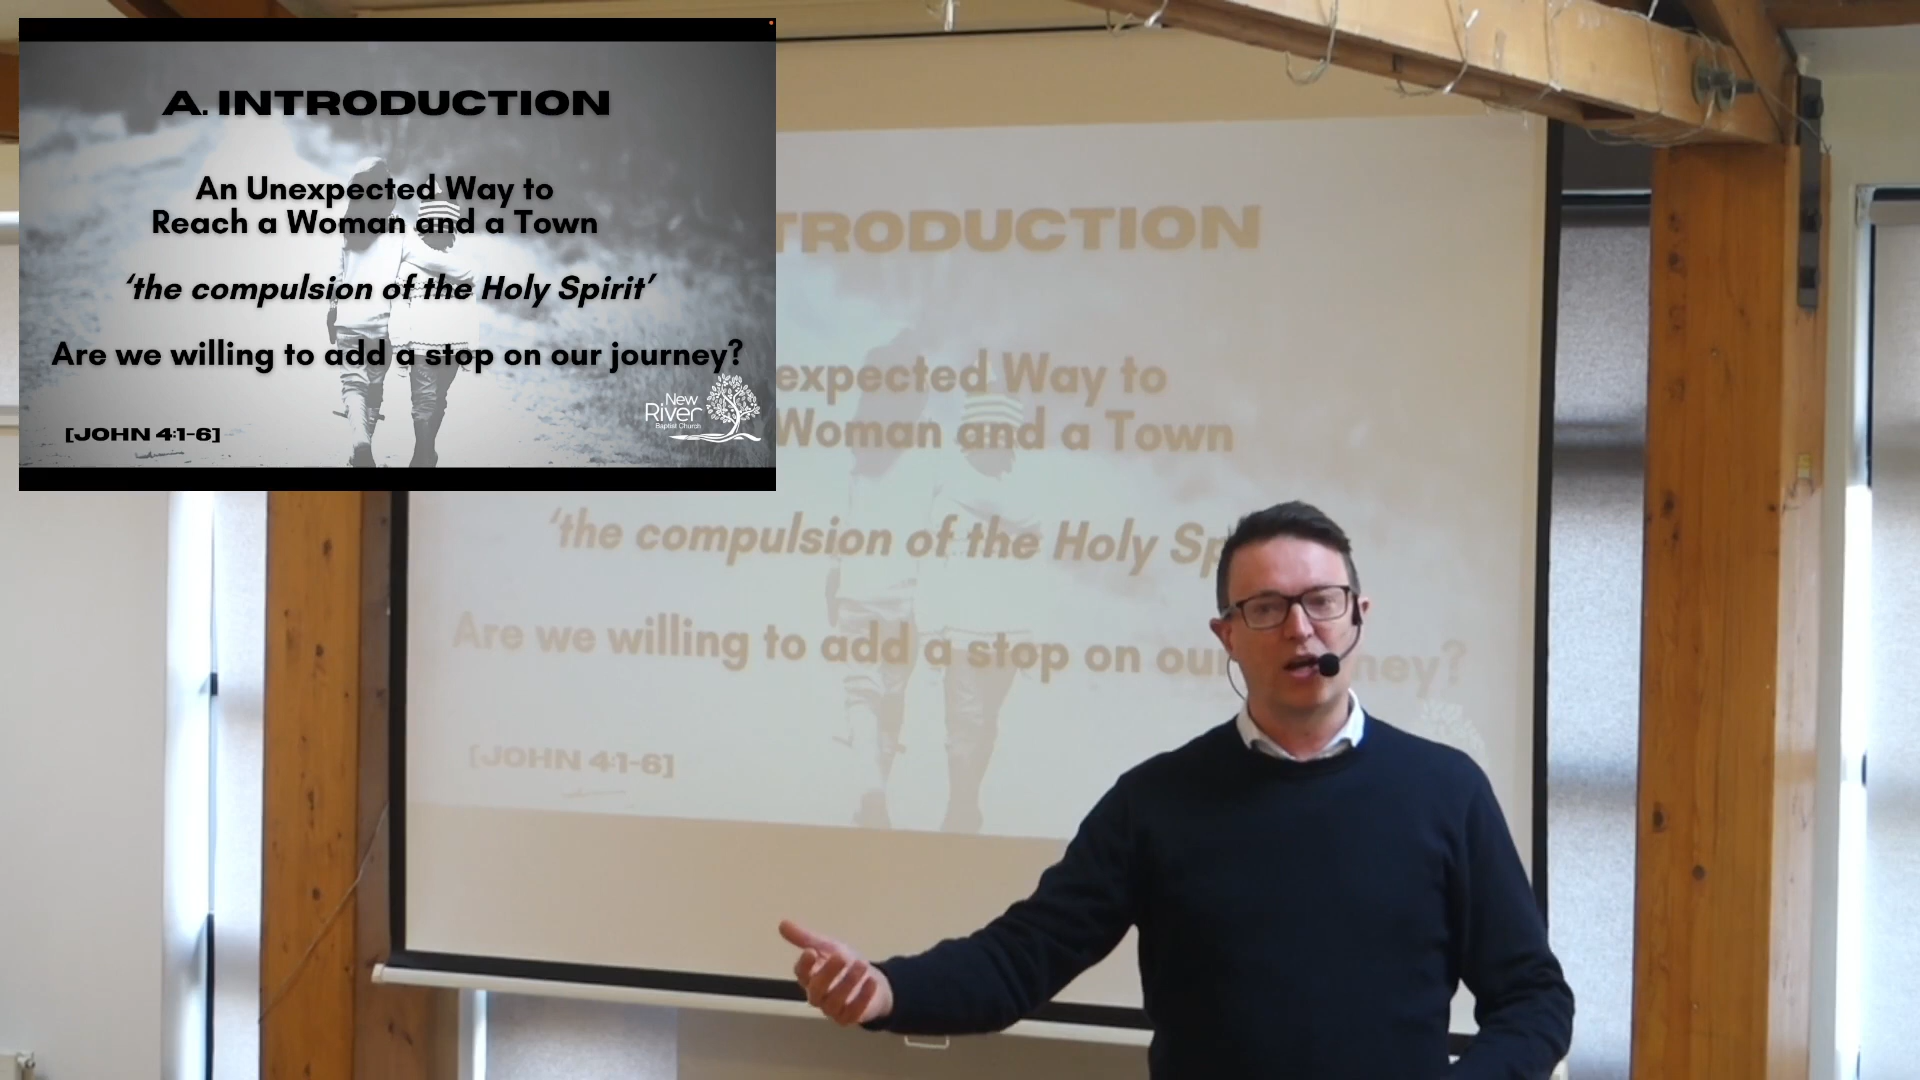 A. INTRODUCTION
An Unexpected Way to
Reach a Woman and a Town
‘the compulsion of the Holy Spirit’
Are we willing to add a stop on our journey?
[JOHN 4:1-6]
New
River
Baptist Church
TRODUCTION
expected Way to
Woman and a Town
‘the compulsion of the Holy Sp
Are we willing to add a stop on our ney?
[JOHN 4:1-6]